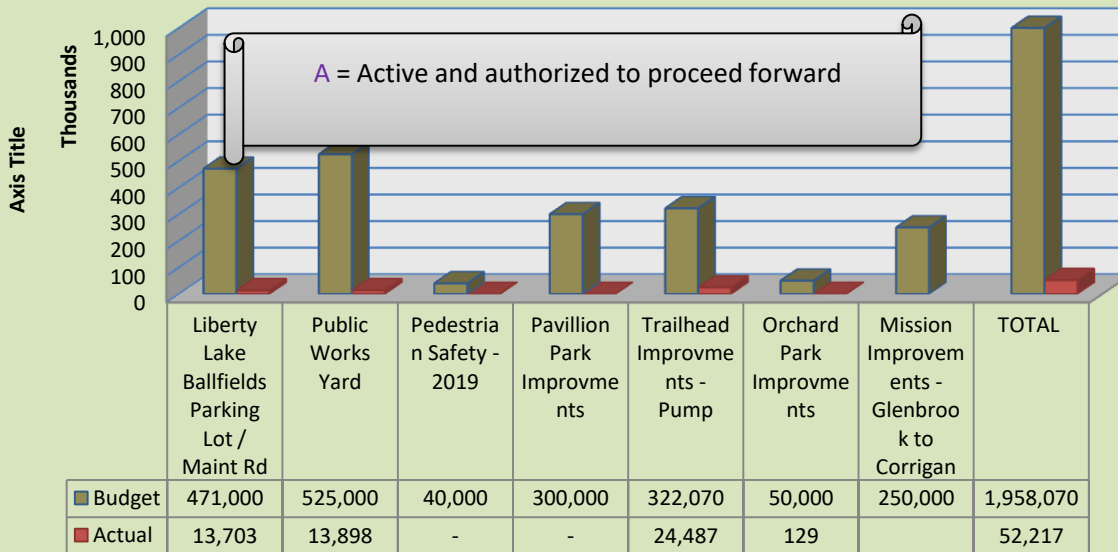 A = Active and authorized to proceed forward
Axis Title
Thousands
1,000
900
800
700
600
500
400
300
200
100
0
Liberty
Lake
Ballfields
Parking
Lot /
Maint Rd
Public
Works
Yard
Pedestria
n Safety -
2019
Pavillion
Park
Improvme
nts
Trailhead
Improvme
nts -
Pump
Orchard
Park
Improvme
nts
Mission
Improvem
ents -
Glenbroo
k to
Corrigan
TOTAL
Budget 471,000 525,000 40,000 300,000 322,070 50,000 250,000 1,958,070
Actual 13,703 13,898 - - 24,487 129 52,217